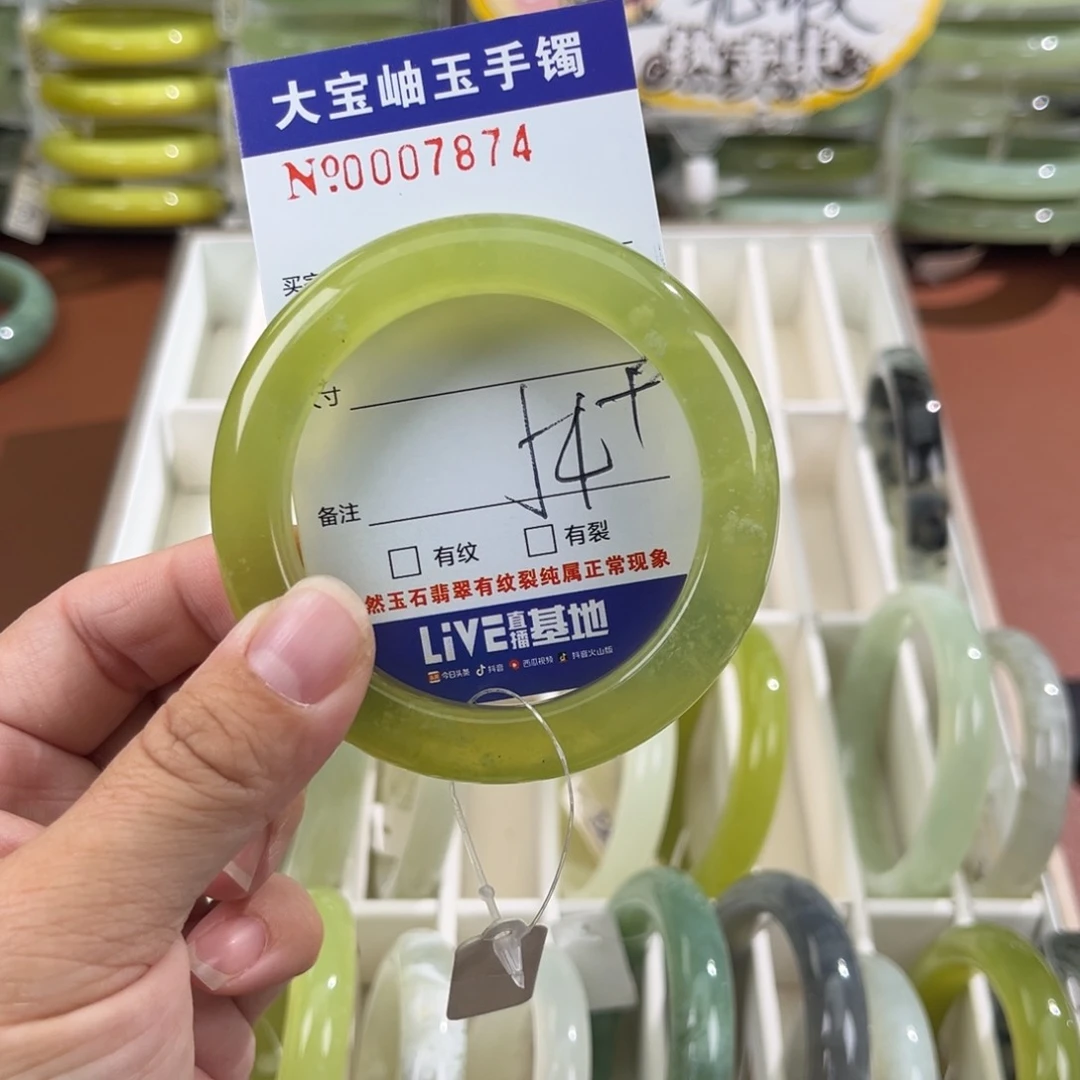 大宝岫玉手镯
№0007874
买
寸
备注
□ 有纹 □ 有裂
然玉石翡翠有纹裂纯属正常现象
LiVE直播基地
今日头条 抖音 西瓜视频 抖音火山版